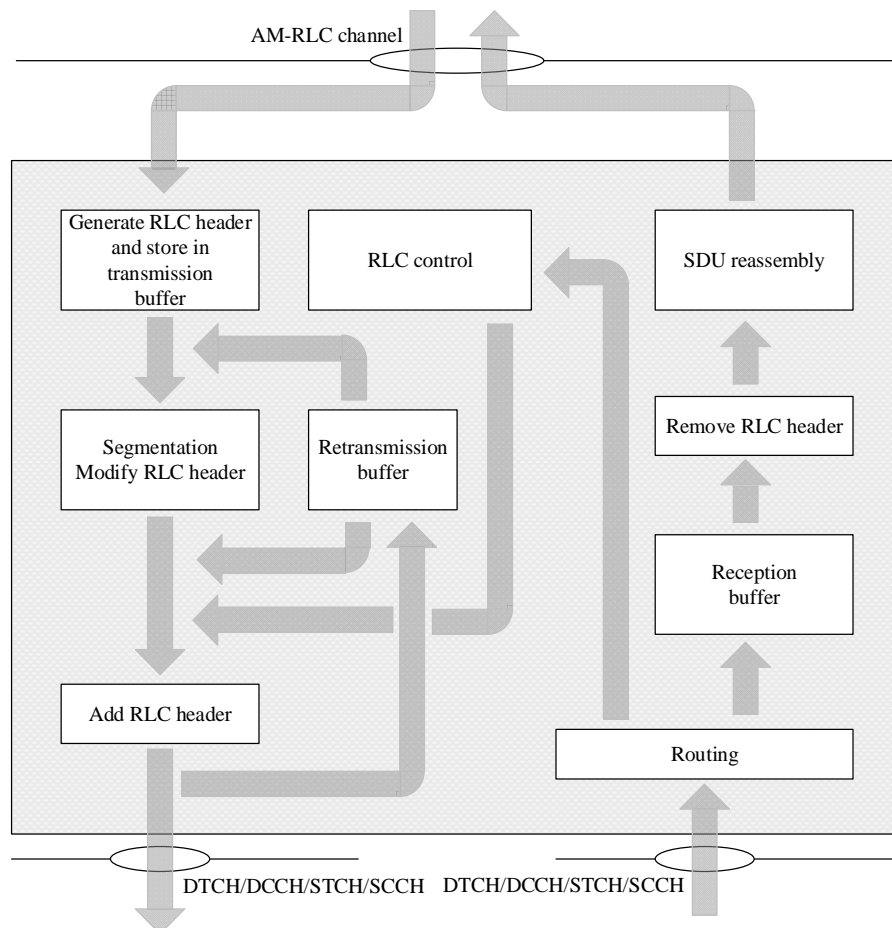 AM-RLC channel
Generate RLC header
and store in
transmission
buffer
RLC control
SDU reassembly
Segmentation
Modify RLC header
Retransmission
buffer
Remove RLC header
Reception
buffer
Add RLC header
Routing
DTCH/DCCH/STCH/SCCH
DTCH/DCCH/STCH/SCCH